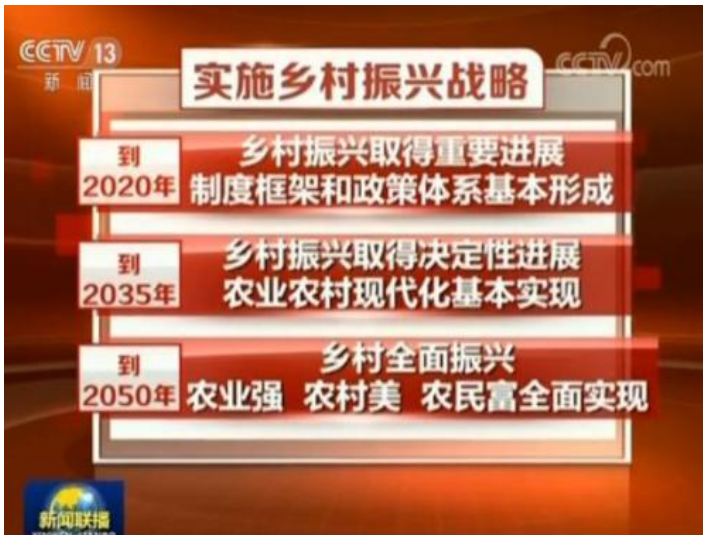 CCTV 13
新闻
CCTV.com
实施乡村振兴战略
到
2020年
乡村振兴取得重要进展
制度框架和政策体系基本形成
到
2035年
乡村振兴取得决定性进展
农业农村现代化基本实现
到
2050年
乡村全面振兴
农业强 农村美 农民富全面实现
新闻联播